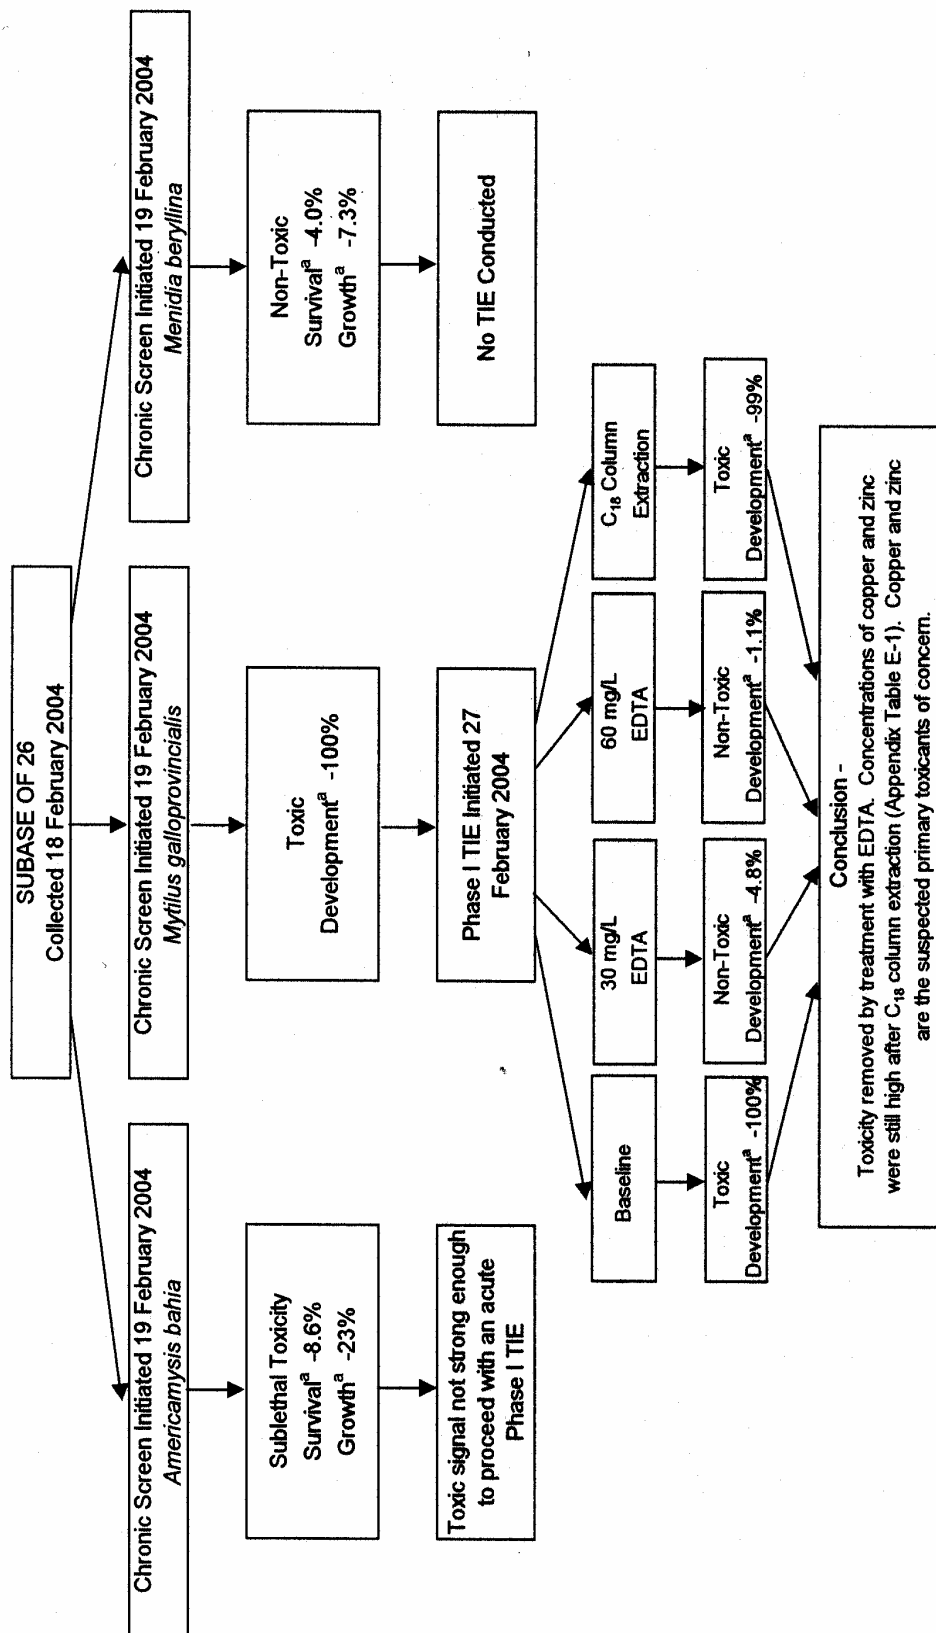 SUBASE OF 26
Collected 18 February 2004
Chronic Screen Initiated 19 February 2004
Americamysis bahia
Chronic Screen Initiated 19 February 2004
Mytilus galloprovincialis
Chronic Screen Initiated 19 February 2004
Menidia beryllina
Sublethal Toxicity
Survivalᵃ -8.6%
Growthᵃ -23%
Toxic
Developmentᵃ -100%
Non-Toxic
Survivalᵃ -4.0%
Growthᵃ -7.3%
Toxic signal not strong enough
to proceed with an acute
Phase I TIE
Phase I TIE Initiated 27
February 2004
No TIE Conducted
Baseline
30 mg/L
EDTA
60 mg/L
EDTA
C₁₈ Column
Extraction
Toxic
Developmentᵃ -100%
Non-Toxic
Developmentᵃ -4.8%
Non-Toxic
Developmentᵃ -1.1%
Toxic
Developmentᵃ -99%
Conclusion -
Toxicity removed by treatment with EDTA. Concentrations of copper and zinc
were still high after C₁₈ column extraction (Appendix Table E-1). Copper and zinc
are the suspected primary toxicants of concern.